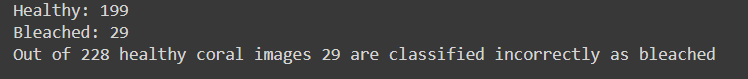 Healthy: 199
Bleached: 29
Out of 228 healthy coral images 29 are classified incorrectly as bleached